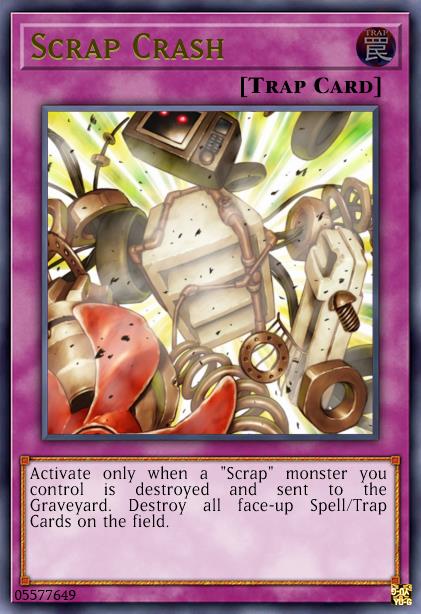 Scrap Crash
TRAP
罠
[Trap Card]
Activate only when a "Scrap" monster you
control is destroyed and sent to the
Graveyard. Destroy all face-up Spell/Trap
Cards on the field.
05577649